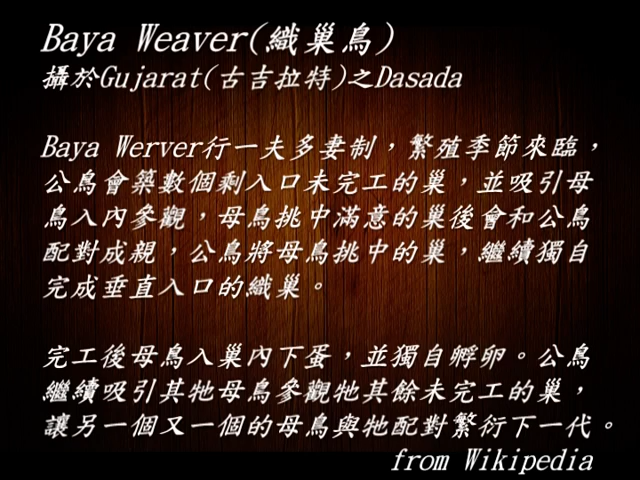 Baya Weaver(織巢鳥)
攝於Gujarat(古吉拉特)之Dasada
Baya Werver行一夫多妻制，繁殖季節來臨，
公鳥會築數個剩入口未完工的巢，並吸引母
鳥入內參觀，母鳥挑中滿意的巢後會和公鳥
配對成親，公鳥將母鳥挑中的巢，繼續獨自
完成垂直入口的織巢。
完工後母鳥入巢內下蛋，並獨自孵卵。公鳥
繼續吸引其牠母鳥參觀牠其餘未完工的巢，
讓另一個又一個的母鳥與牠配對繁衍下一代。
from Wikipedia